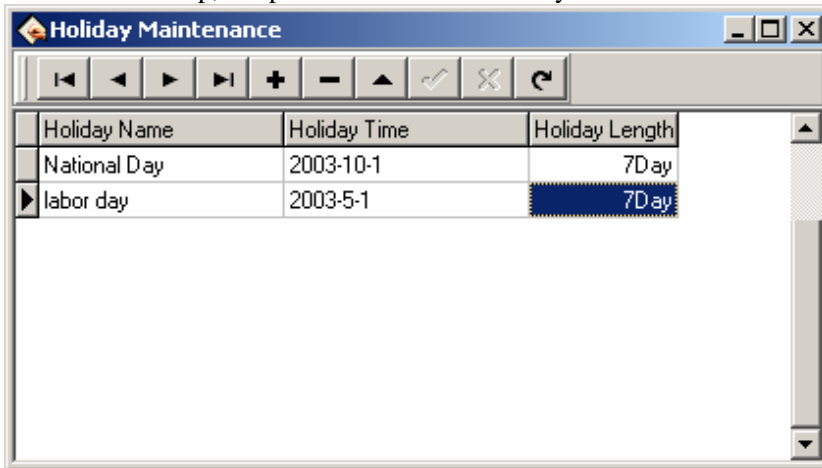 Holiday Maintenance
Holiday Name Holiday Time Holiday Length
National Day 2003-10-1 7Day
labor day 2003-5-1 7Day